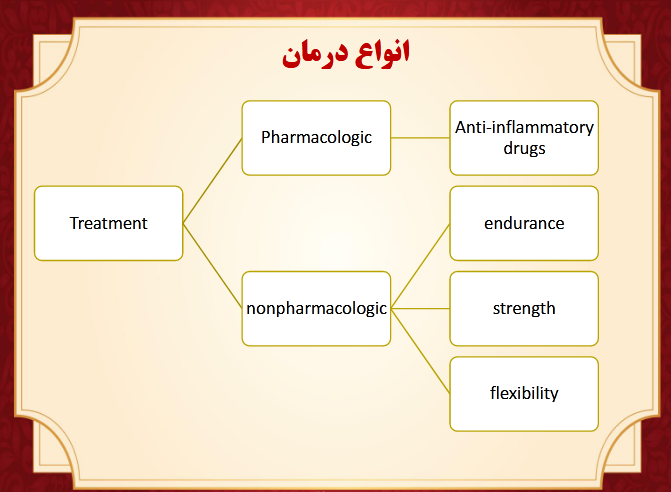 انواع درمان
Treatment
Pharmacologic
Anti-inflammatory
drugs
nonpharmacologic
endurance
strength
flexibility